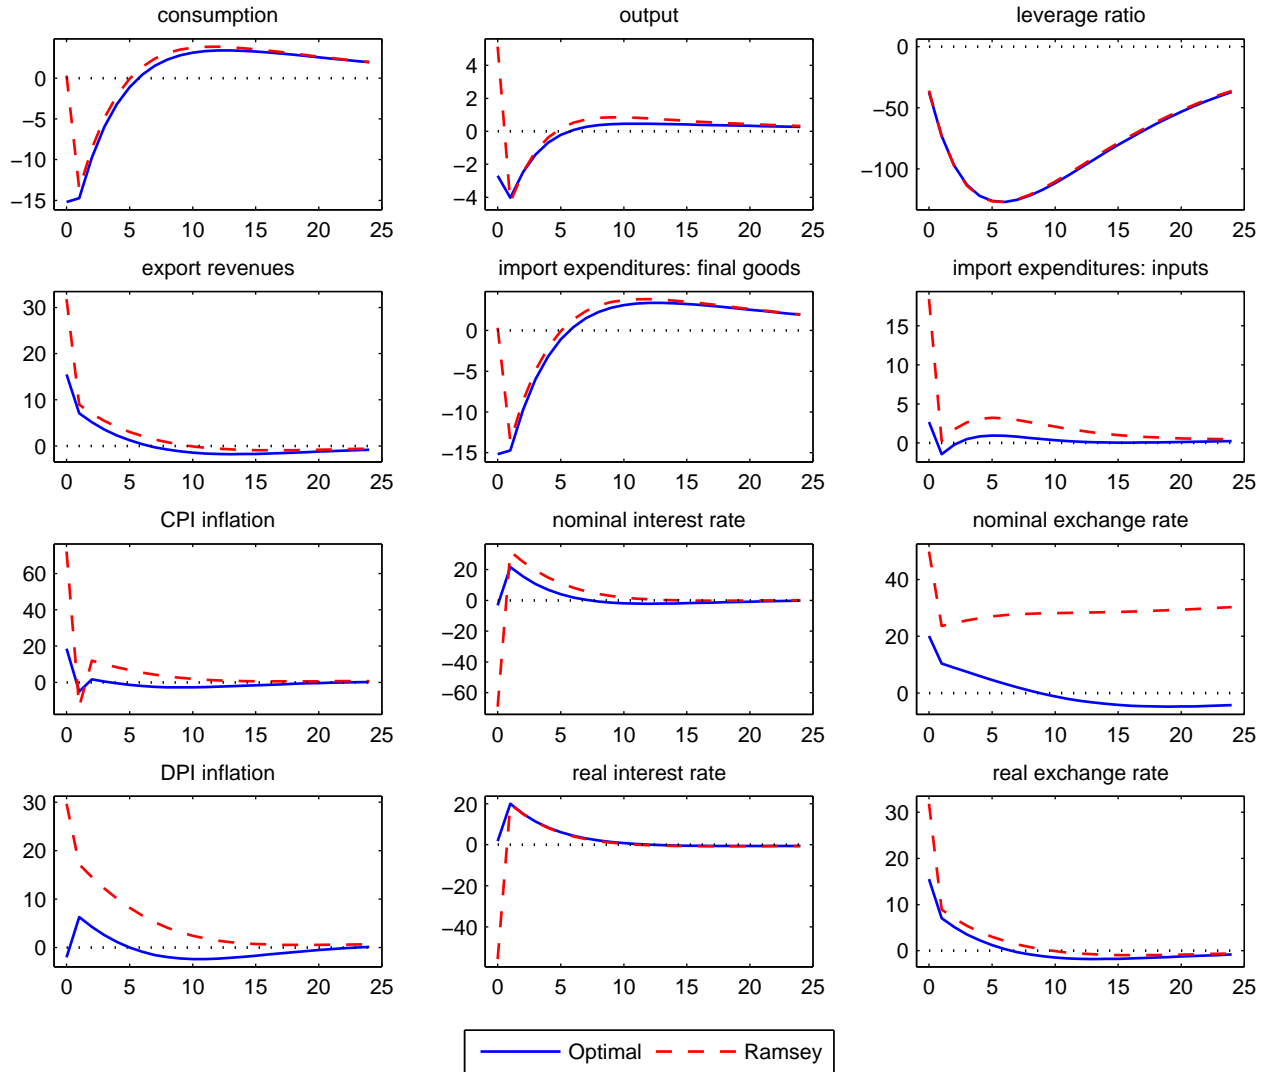 consumption
output
leverage ratio
0
−5
−10
−15
0 5 10 15 20 25
4
2
0
−2
−4
0 5 10 15 20 25
0
−50
−100
0 5 10 15 20 25
export revenues
import expenditures: final goods
import expenditures: inputs
30
20
10
0
0 5 10 15 20 25
0
−5
−10
−15
0 5 10 15 20 25
15
10
5
0
0 5 10 15 20 25
CPI inflation
nominal interest rate
nominal exchange rate
60
40
20
0
0 5 10 15 20 25
20
0
−20
−40
−60
0 5 10 15 20 25
40
20
0
0 5 10 15 20 25
DPI inflation
real interest rate
real exchange rate
30
20
10
0
0 5 10 15 20 25
20
0
−20
−40
0 5 10 15 20 25
30
20
10
0
0 5 10 15 20 25
Optimal Ramsey